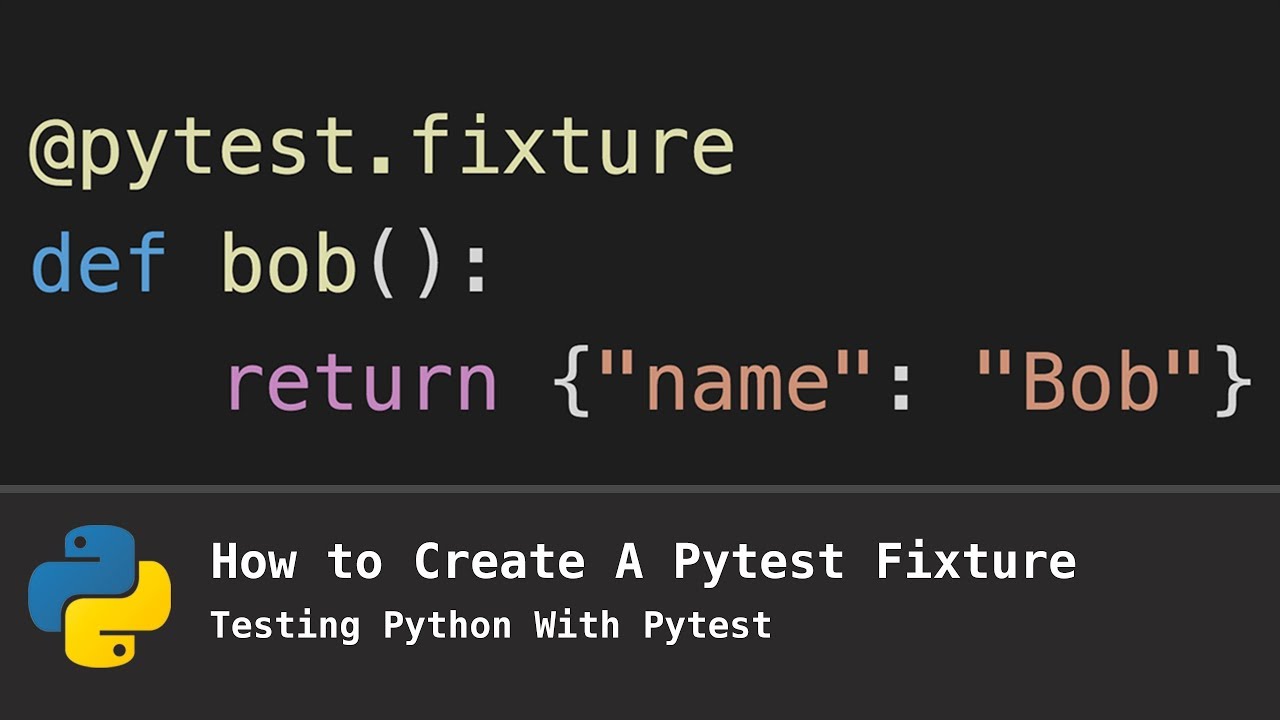 @pytest.fixture
def bob():
    return {"name": "Bob"}
How to Create A Pytest Fixture
Testing Python With Pytest